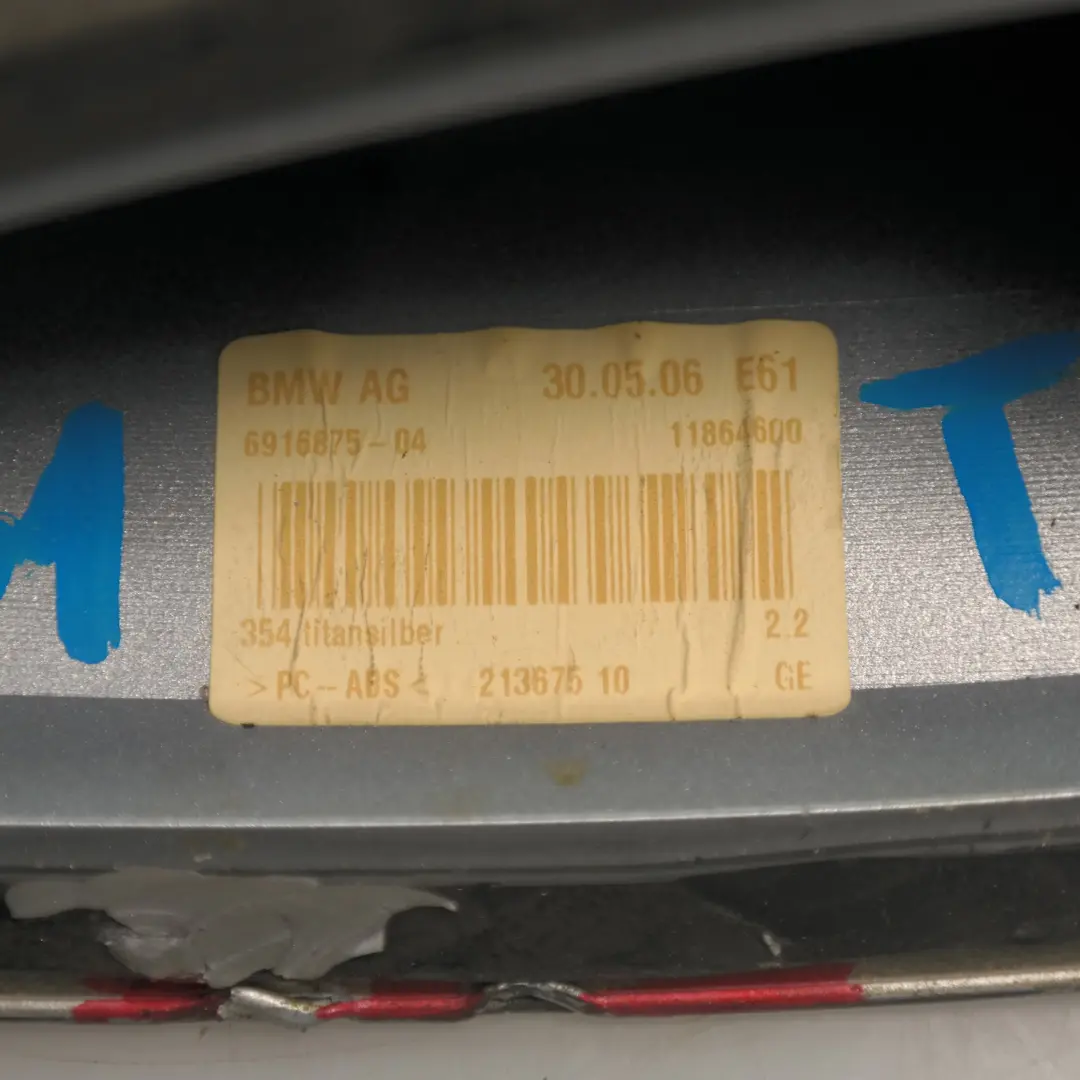 BMW AG 30.05.06 E61
6916875-04 11864600
354 titansilber 2.2
>PC-ABS< 213675 10 GE
T